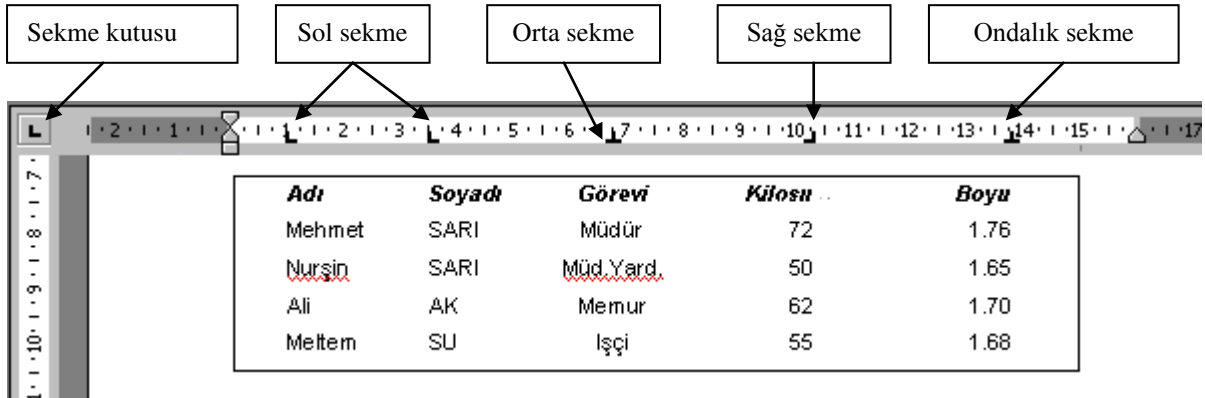 Sekme kutusu Sol sekme Orta sekme Sağ sekme Ondalık sekme
2 1 1 2 3 4 5 6 7 8 9 10 11 12 13 14 15 17
7
8
9
10
Adı Soyadı Görevi Kilosu Boyu
Mehmet SARI Müdür 72 1.76
Nurşin SARI Müd.Yard. 50 1.65
Ali AK Memur 62 1.70
Meltem SU Işçi 55 1.68